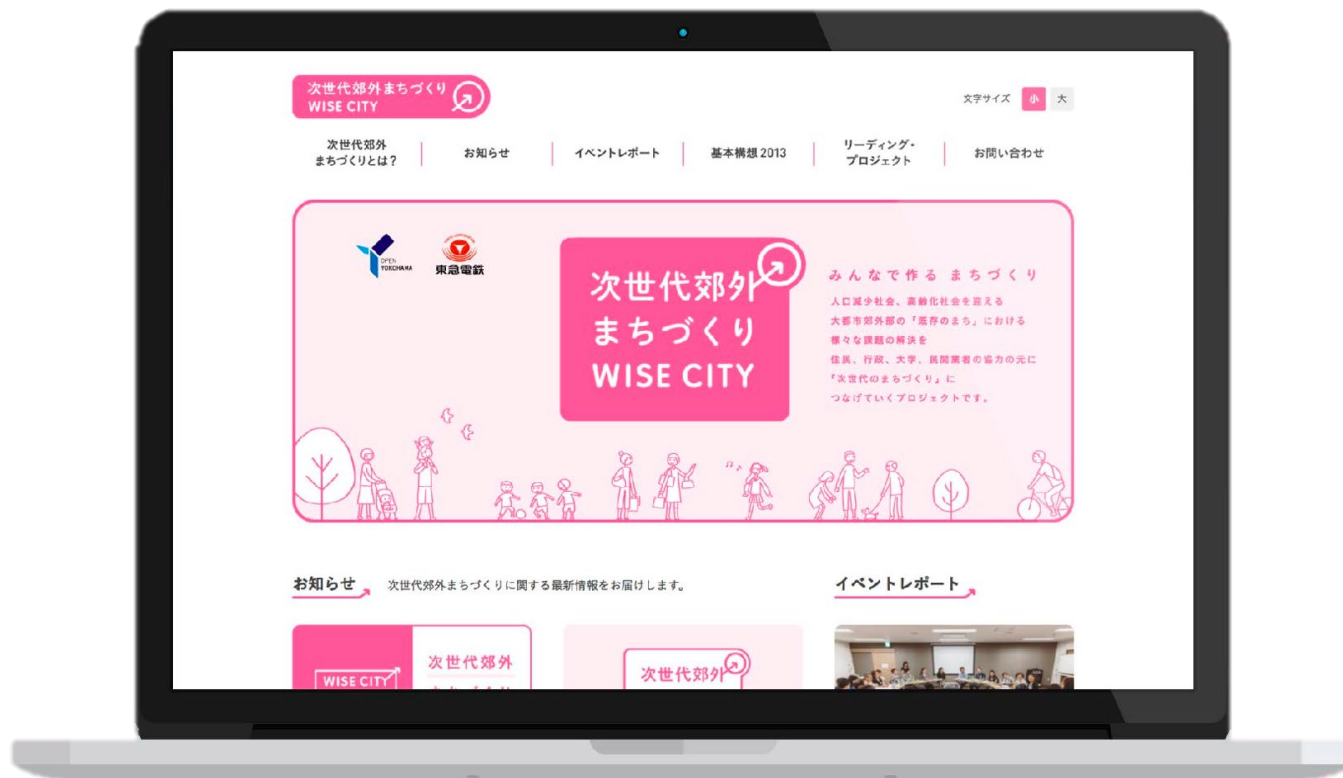 次世代郊外まちづくり
WISE CITY
文字サイズ 小 大
次世代郊外
まちづくりとは？
お知らせ
イベントレポート
基本構想 2013
リーディング・
プロジェクト
お問い合わせ
OPEN
YOKOHAMA
東急電鉄
次世代郊外
まちづくり
WISE CITY
みんなで作る まちづくり
人口減少社会、高齢化社会を迎える
大都市郊外部の「既存のまち」における
様々な課題の解決を
住民、行政、大学、民間業者の協力の元に
「次世代のまちづくり」に
つなげていくプロジェクトです。
お知らせ
次世代郊外まちづくりに関する最新情報をお届けします。
イベントレポート
WISE CITY
次世代郊外
次世代郊外